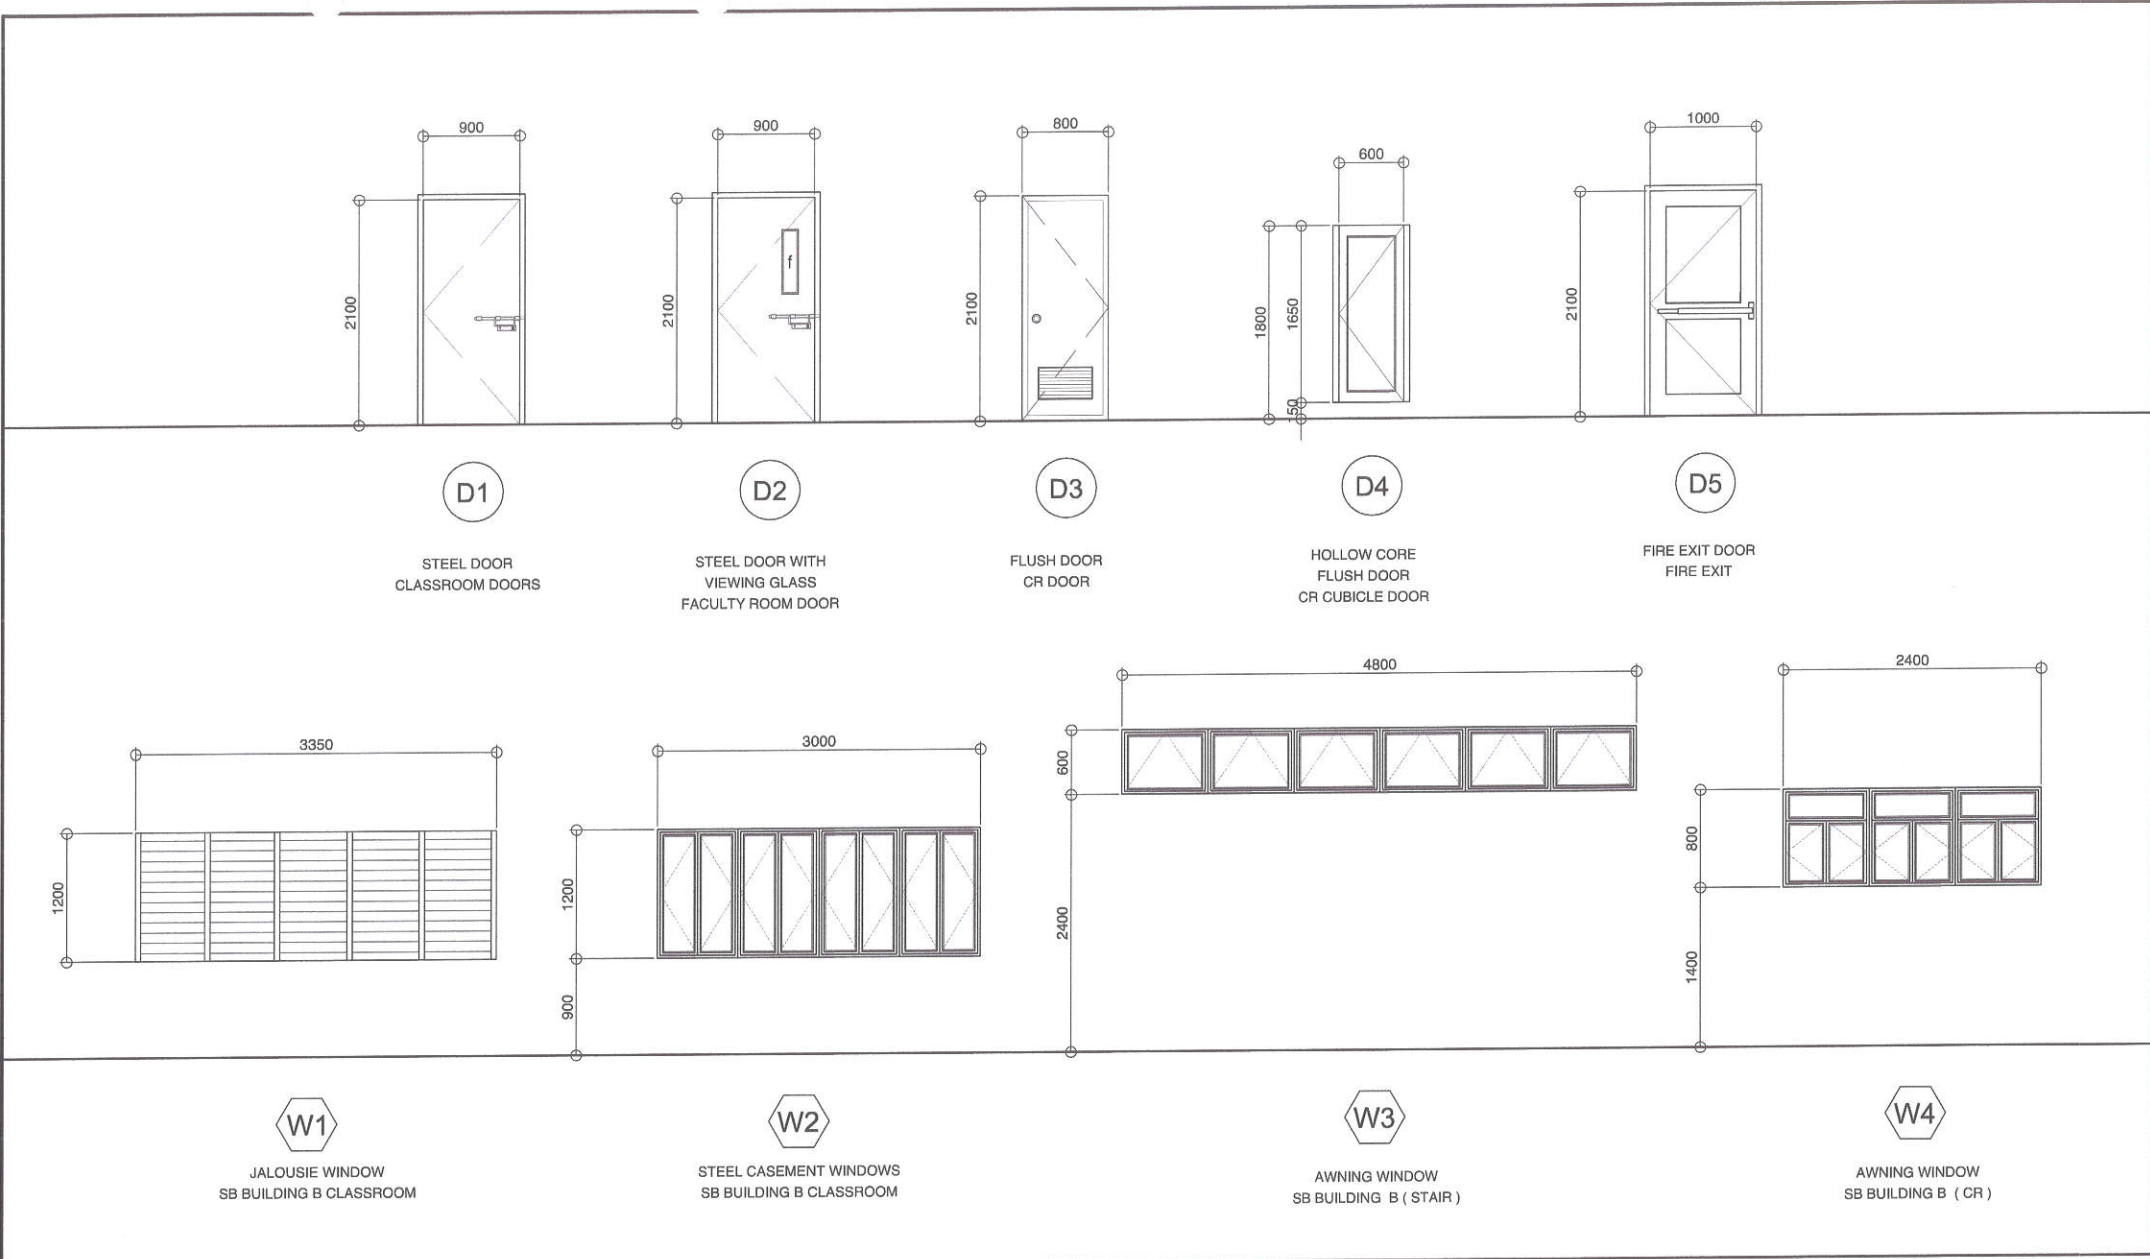 900
900
800
600
1000
2100
2100
f
2100
1800
1650
150
2100
D1
D2
D3
D4
D5
STEEL DOOR
CLASSROOM DOORS
STEEL DOOR WITH
VIEWING GLASS
FACULTY ROOM DOOR
FLUSH DOOR
CR DOOR
HOLLOW CORE
FLUSH DOOR
CR CUBICLE DOOR
FIRE EXIT DOOR
FIRE EXIT
3350
3000
4800
2400
1200
1200
900
600
2400
800
1400
W1
W2
W3
W4
JALOUSIE WINDOW
SB BUILDING B CLASSROOM
STEEL CASEMENT WINDOWS
SB BUILDING B CLASSROOM
AWNING WINDOW
SB BUILDING B ( STAIR )
AWNING WINDOW
SB BUILDING B ( CR )